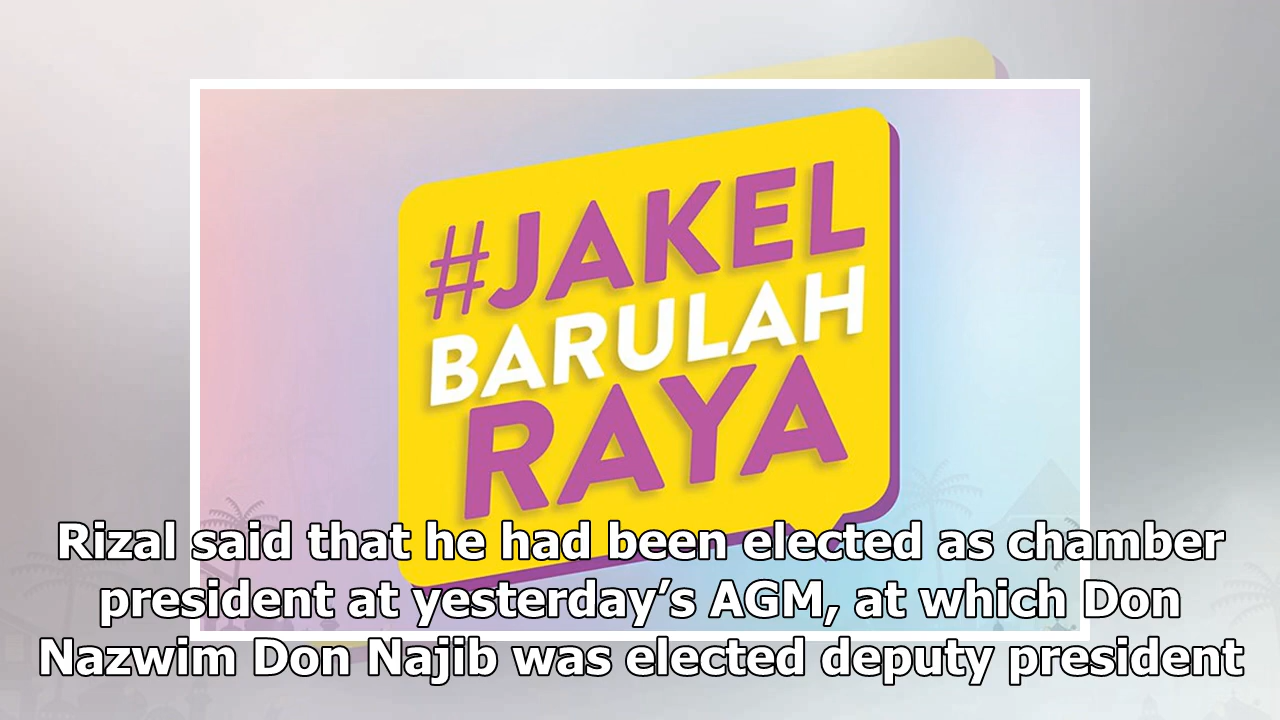 #JAKEL
BARULAH
RAYA
Rizal said that he had been elected as chamber
president at yesterday’s AGM, at which Don
Nazwim Don Najib was elected deputy president